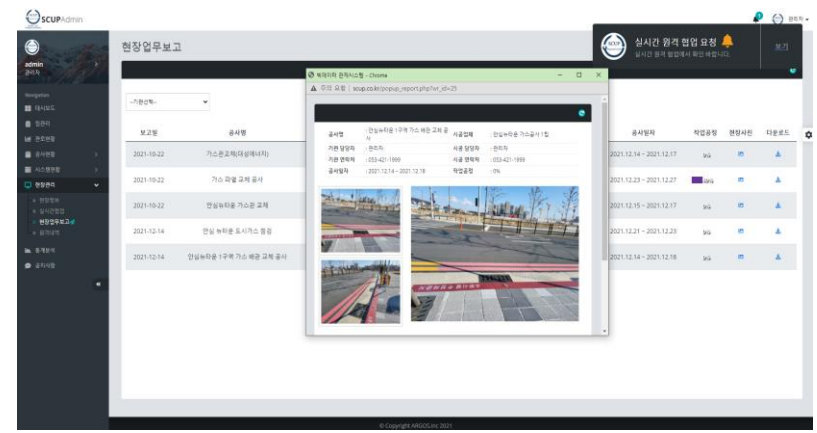 SCUPAdmin
관리자
현장업무보고
실시간 원격 협업 요청
실시간 원격 협업에서 확인 바랍니다.
보기
admin
관리자
Navigation
대시보드
팀관리
관로현황
공사현황
시스템현황
현장관리
현장정보
실시간협업
현장업무보고
통계분석
공지사항
-기관선택-
보고일
공사명
공사일자
작업공정
현장사진
다운로드
2021-10-22
가스관교체(대성에너지)
2021.12.14 ~ 2021.12.17
2021-10-22
가스 파열 교체 공사
2021.12.23 ~ 2021.12.27
2021-10-22
안심뉴타운 가스관 교체
2021.12.15 ~ 2021.12.17
2021-12-14
안심 뉴타운 도시가스 점검
2021.12.21 ~ 2021.12.23
2021-12-14
안심뉴타운 1구역 가스 배관 교체 공사
2021.12.14 ~ 2021.12.18
빅데이터 관제시스템 - Chrome
주의 요함 | scup.co.kr/popup_report.php?wr_id=25
공사명
: 안심뉴타운 1구역 가스 배관 교체 공사
시공업체
: 안심뉴타운 가스공사 1팀
기관 담당자
: 관리자
시공 담당자
: 관리자
기관 연락처
: 053-421-1999
시공 연락처
: 053-421-1999
공사일자
: 2021.12.14 ~ 2021.12.18
작업공정
: 0%
© Copyright ARGOS.inc 2021